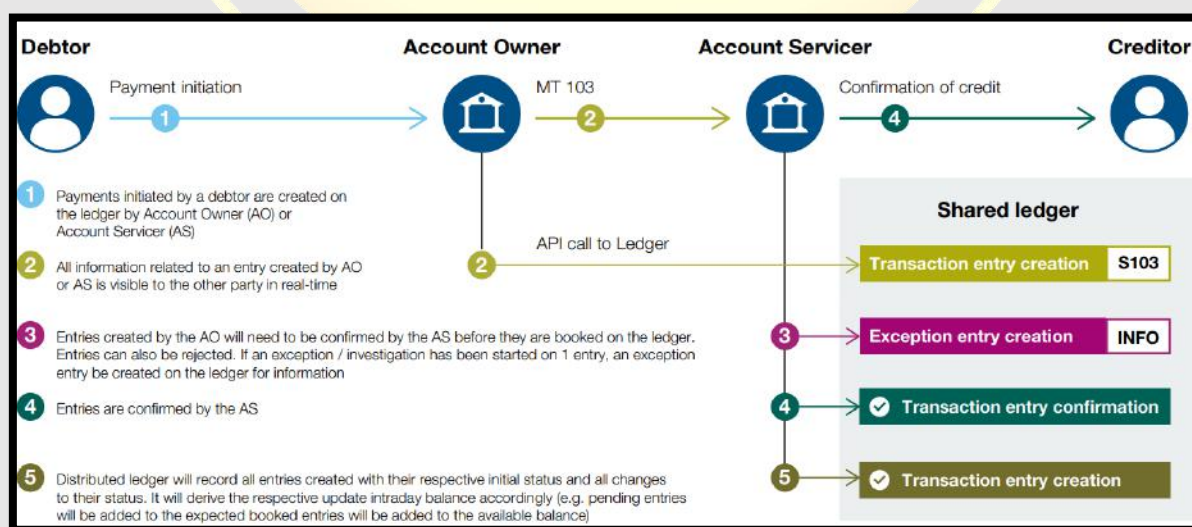 Debtor
Account Owner
Account Servicer
Creditor
Payment initiation
MT 103
Confirmation of credit
1
2
4
1
Payments initiated by a debtor are created on
the ledger by Account Owner (AO) or
Account Servicer (AS)
2
All information related to an entry created by AO
or AS is visible to the other party in real-time
3
Entries created by the AO will need to be confirmed by the AS before they are booked on the ledger.
Entries can also be rejected. If an exception / investigation has been started on 1 entry, an exception
entry be created on the ledger for information
4
Entries are confirmed by the AS
5
Distributed ledger will record all entries created with their respective initial status and all changes
to their status. It will derive the respective update intraday balance accordingly (e.g. pending entries
will be added to the expected booked entries will be added to the available balance)
API call to Ledger
2
3
4
5
Shared ledger
Transaction entry creation S103
Exception entry creation INFO
Transaction entry confirmation
Transaction entry creation